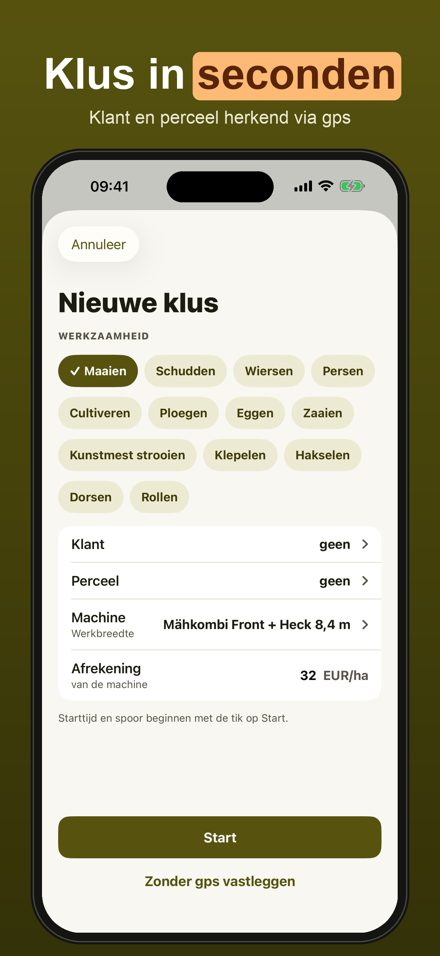 Klus in seconden
Klant en perceel herkend via gps
09:41
Annuleer
Nieuwe klus
WERKZAAMHEID
✓ Maaien Schudden Wiersen Persen
Cultiveren Ploegen Eggen Zaaien
Kunstmest strooien Klepelen Hakselen
Dorsen Rollen
Klant geen
Perceel geen
Machine
Werkbreedte
Mähkombi Front + Heck 8,4 m
Afrekening
van de machine
32 EUR/ha
Starttijd en spoor beginnen met de tik op Start.
Start
Zonder gps vastleggen